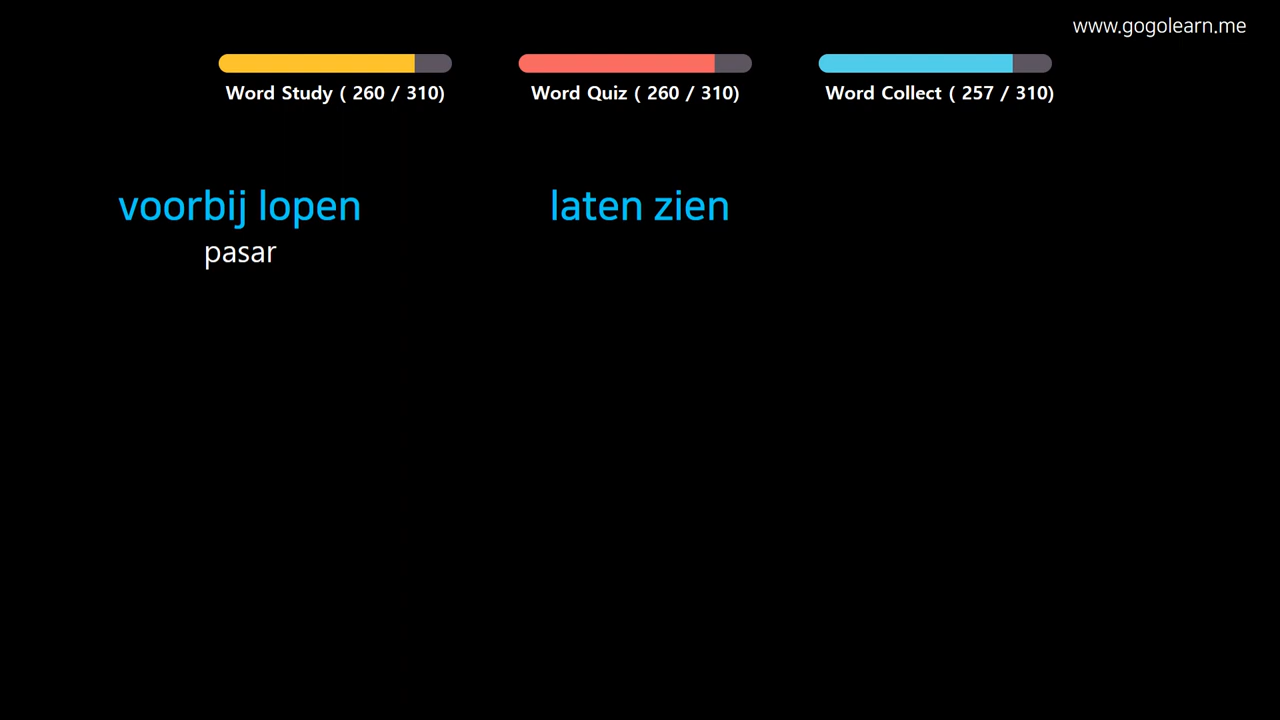 www.gogolearn.me
Word Study ( 260 / 310)
Word Quiz ( 260 / 310)
Word Collect ( 257 / 310)
voorbij lopen
pasar
laten zien